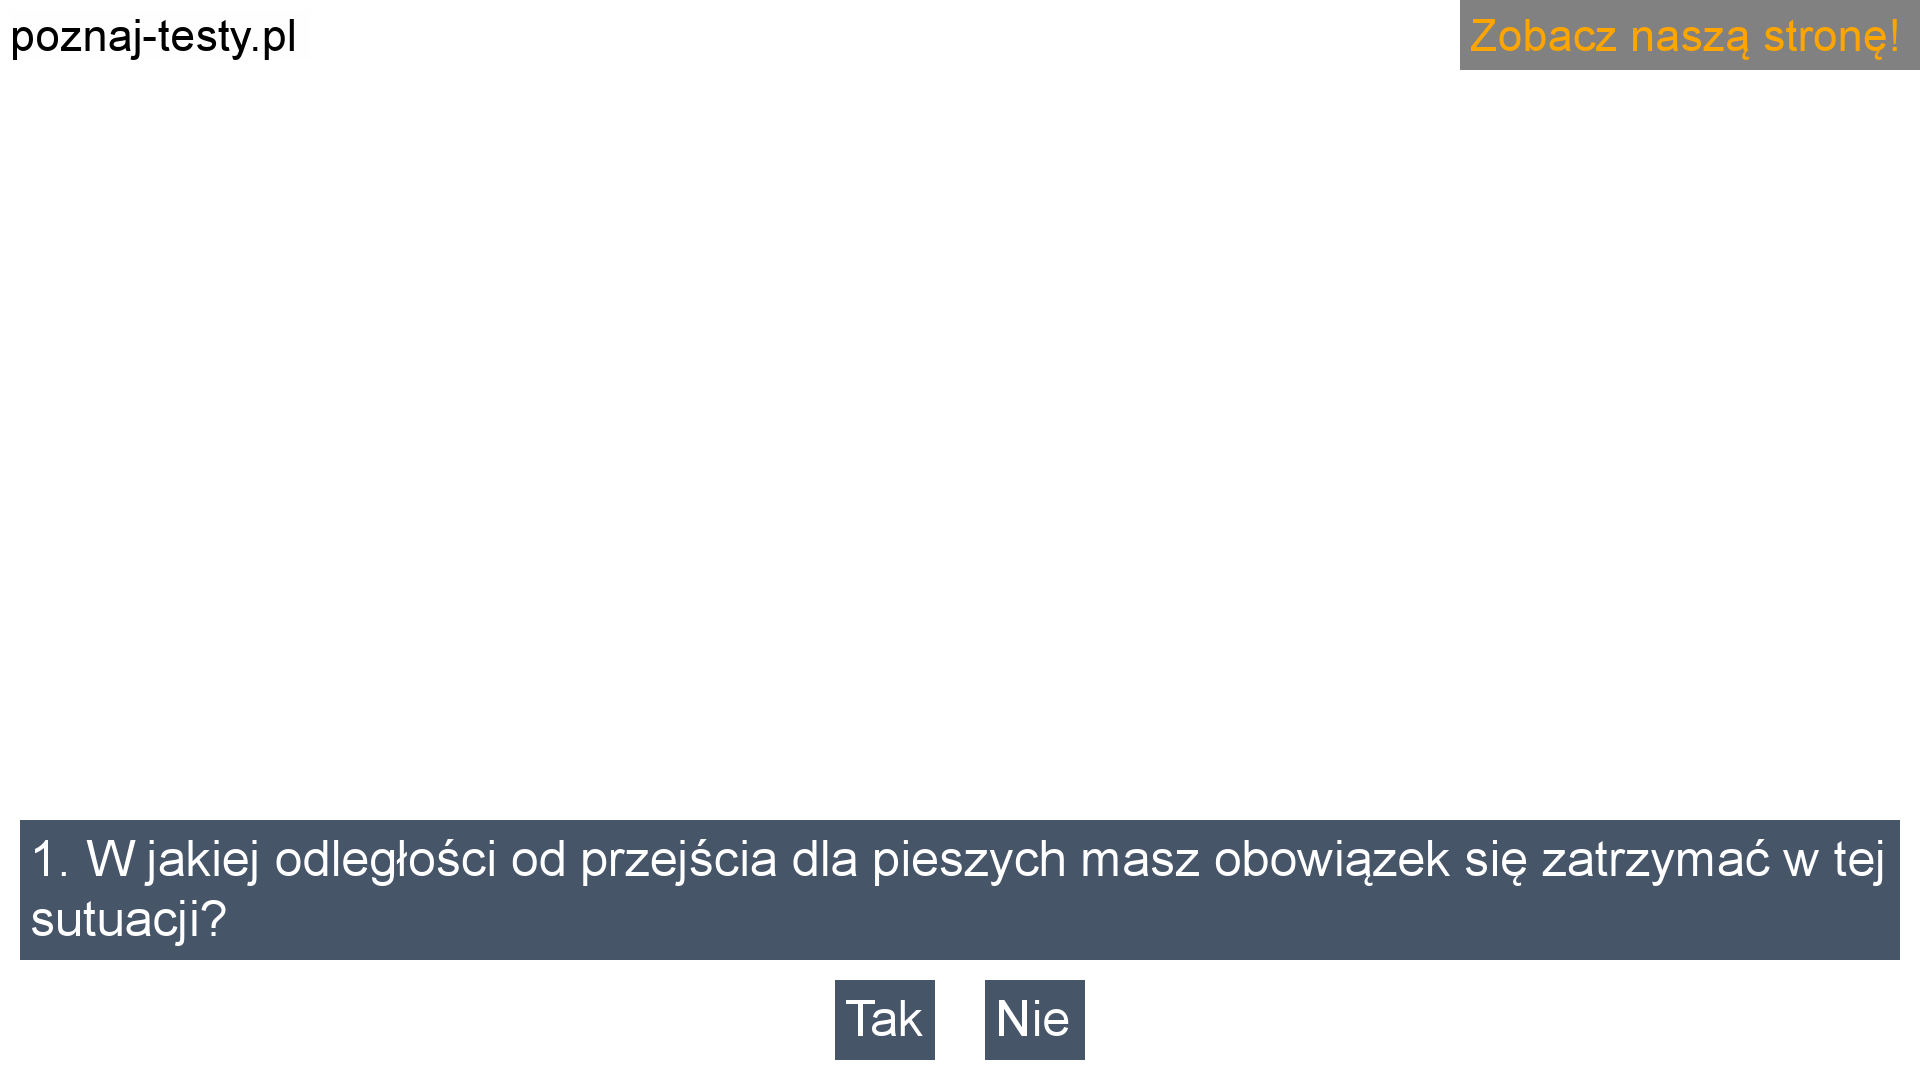 poznaj-testy.pl
Zobacz naszą stronę!
1. W jakiej odległości od przejścia dla pieszych masz obowiązek się zatrzymać w tej
sutuacji?
Tak
Nie